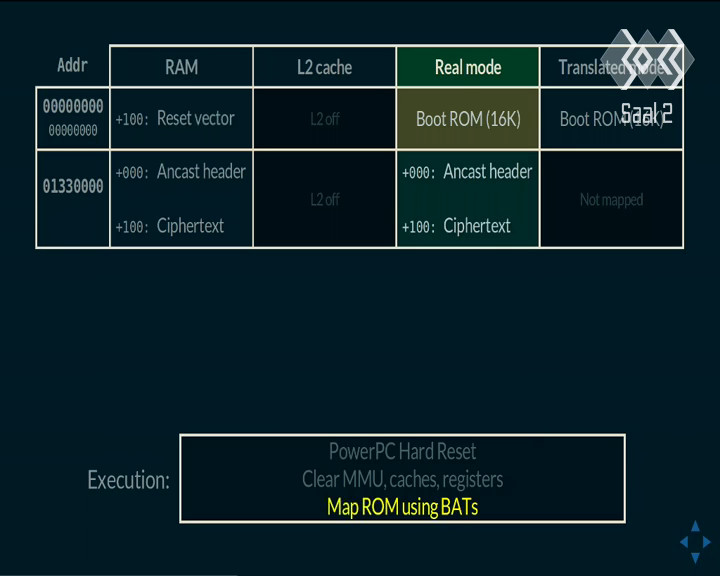 Addr RAM L2 cache Real mode Translated mode
00000000
00000000
+100: Reset vector L2 off Boot ROM (16K) Boot ROM (16K)
Saal 2
+000: Ancast header +000: Ancast header
01330000 L2 off Not mapped
+100: Ciphertext +100: Ciphertext
PowerPC Hard Reset
Execution: Clear MMU, caches, registers
Map ROM using BATs